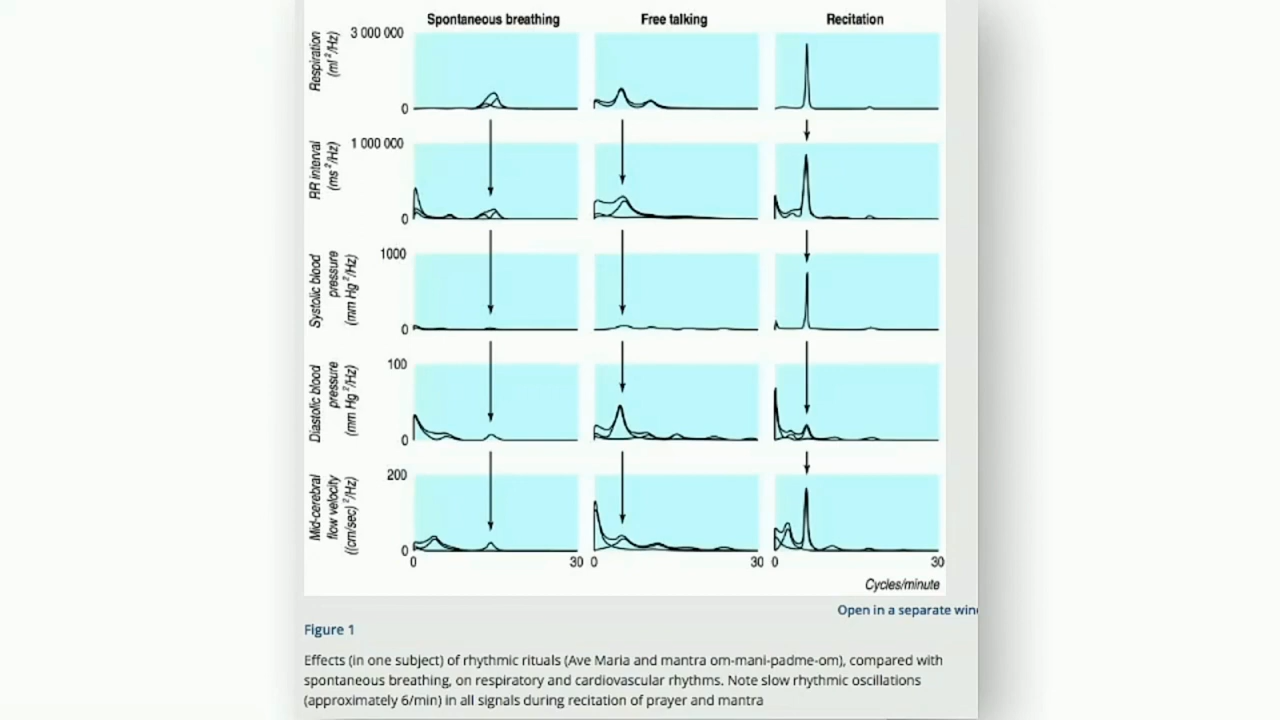 Spontaneous breathing
Free talking
Recitation
Respiration
(ml²/Hz)
3 000 000
0
RR interval
(ms²/Hz)
1 000 000
0
Systolic blood
pressure
(mm Hg²/Hz)
1000
0
Diastolic blood
pressure
(mm Hg²/Hz)
100
0
Mid-cerebral
flow velocity
((cm/sec)²/Hz)
200
0
0 30 0 30 0 30
Cycles/minute
Open in a separate win
Figure 1
Effects (in one subject) of rhythmic rituals (Ave Maria and mantra om-mani-padme-om), compared with
spontaneous breathing, on respiratory and cardiovascular rhythms. Note slow rhythmic oscillations
(approximately 6/min) in all signals during recitation of prayer and mantra